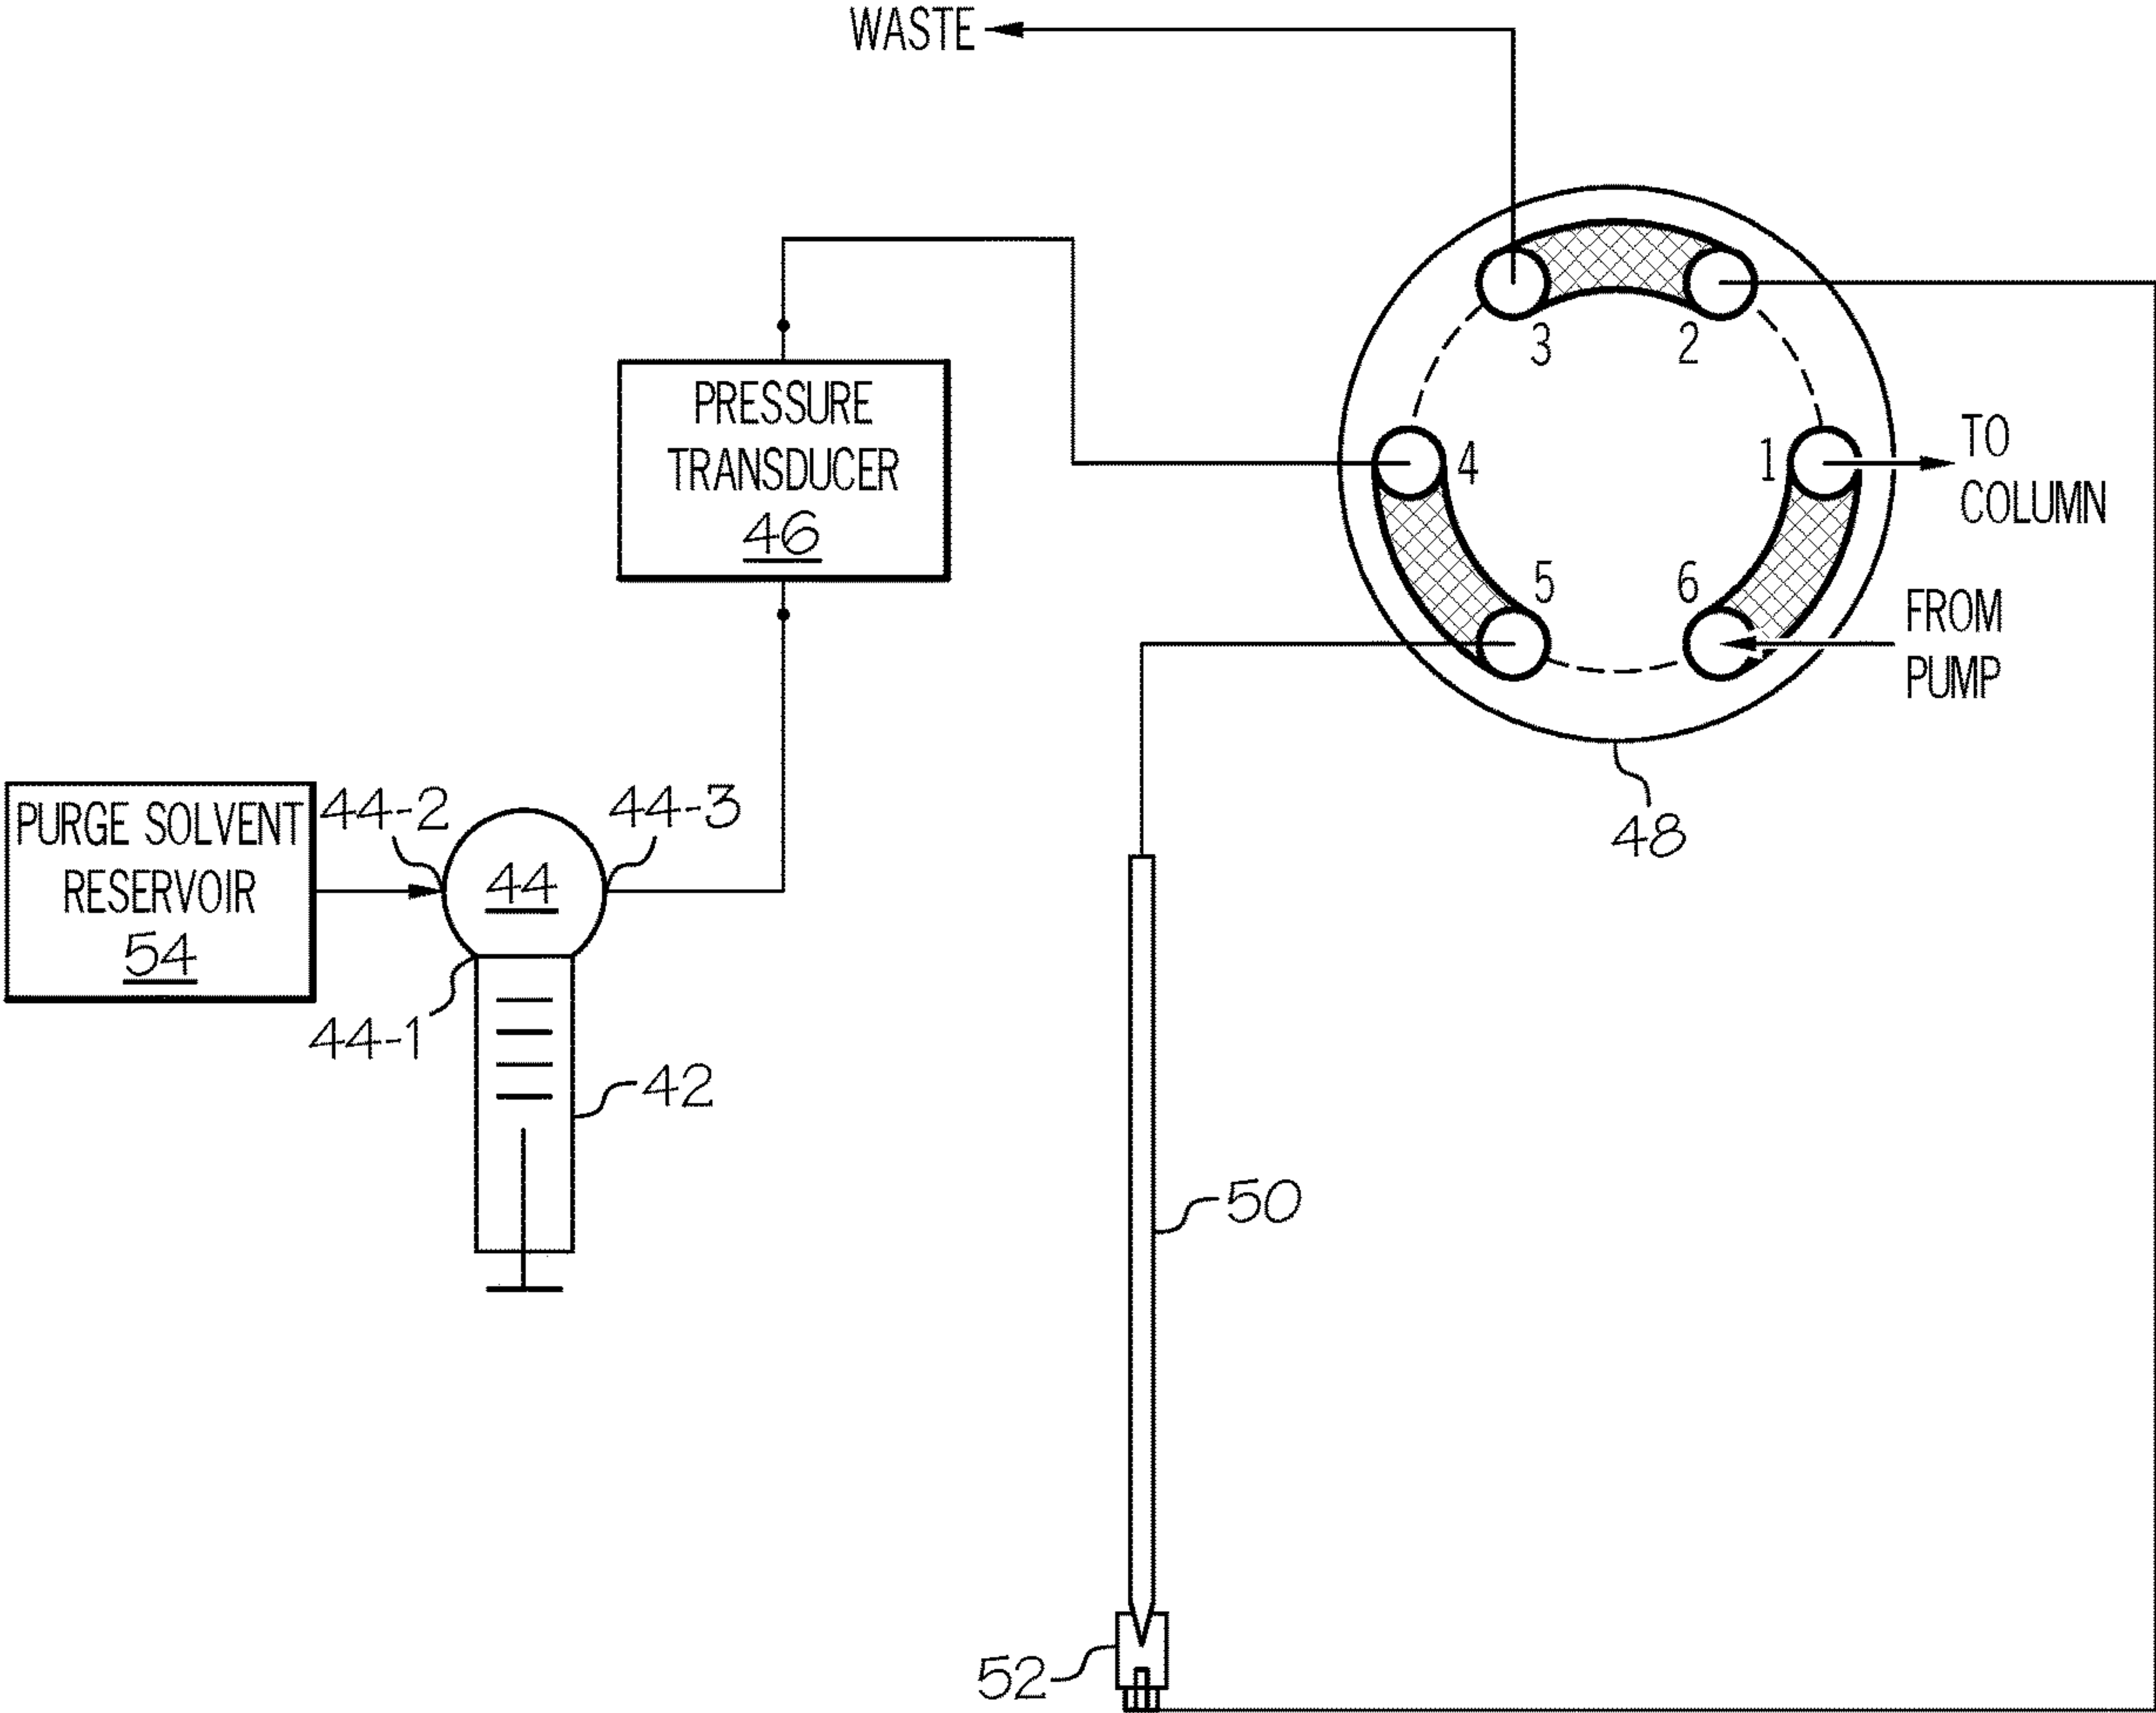 WASTE
3
2
PRESSURE
TRANSDUCER
46
4
1
TO
COLUMN
5
6
FROM
PUMP
48
PURGE SOLVENT
RESERVOIR
54
44-2
44
44-3
44-1
42
50
52